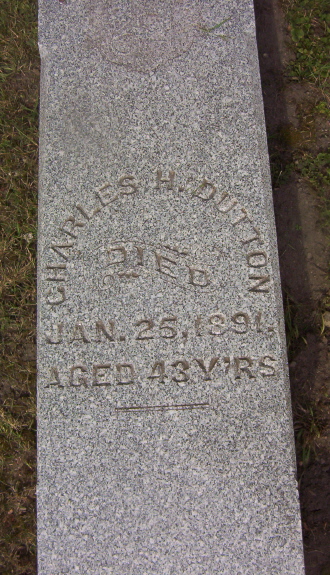 CHARLES H. DUTTON
DIED
JAN. 25, 1891.
AGED 43 Y'RS